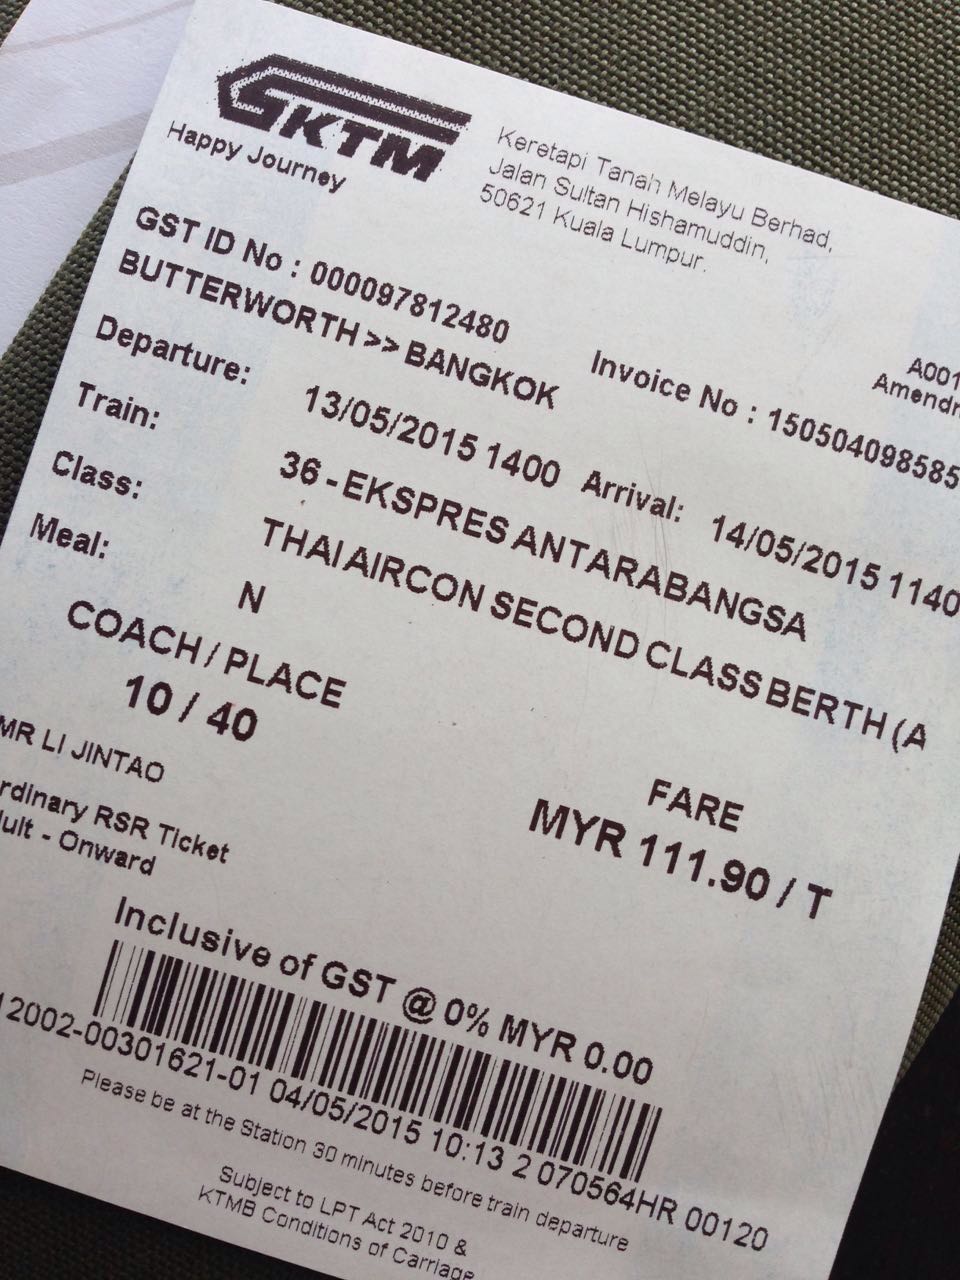 KTM
Happy Journey
Keretapi Tanah Melayu Berhad,
Jalan Sultan Hishamuddin,
50621 Kuala Lumpur.
GST ID No : 000097812480
Invoice No : 150504098585
A001
Amendm
BUTTERWORTH >> BANGKOK
Departure: 13/05/2015 1400 Arrival: 14/05/2015 1140
Train: 36 - EKSPRES ANTARABANGSA
Class: THAI AIRCON SECOND CLASS BERTH (A
Meal: N
COACH / PLACE
10 / 40
MR LI JINTAO
FARE
MYR 111.90 / T
rdinary RSR Ticket
ult - Onward
Inclusive of GST @ 0% MYR 0.00
12002-00301621-01 04/05/2015 10:13 2 070564HR 00120
Please be at the Station 30 minutes before train departure
Subject to LPT Act 2010 &
KTMB Conditions of Carriage